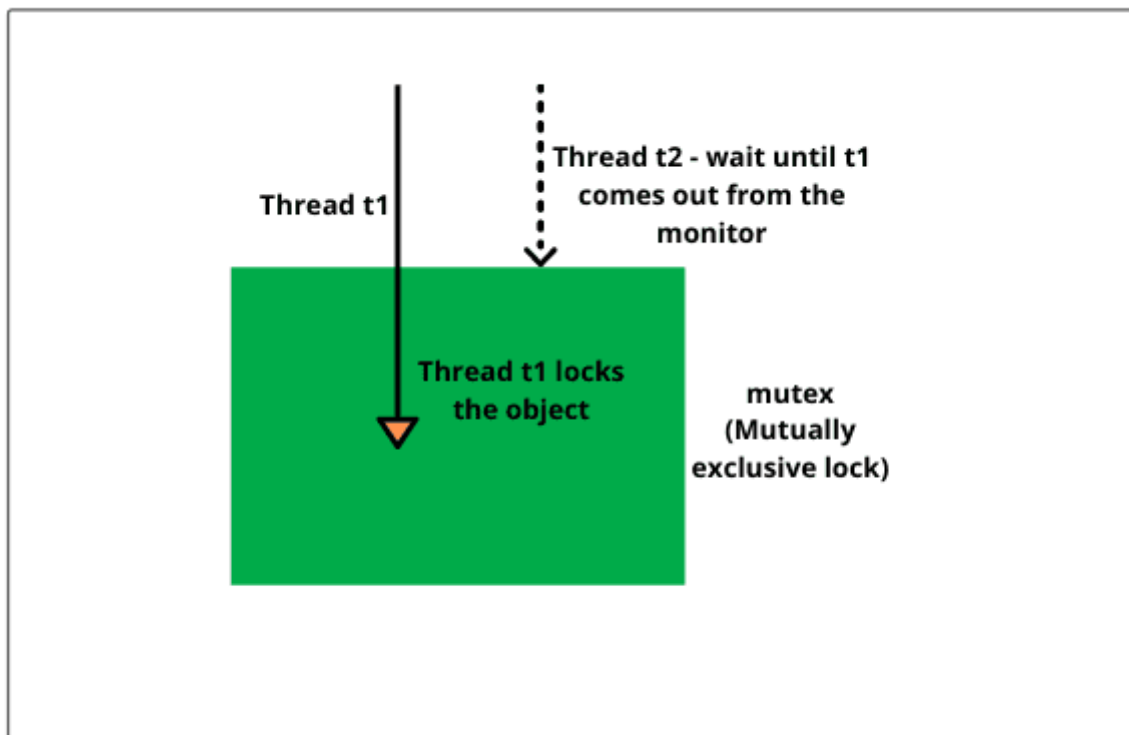 Thread t1
Thread t2 - wait until t1
comes out from the
monitor
Thread t1 locks
the object
mutex
(Mutually
exclusive lock)